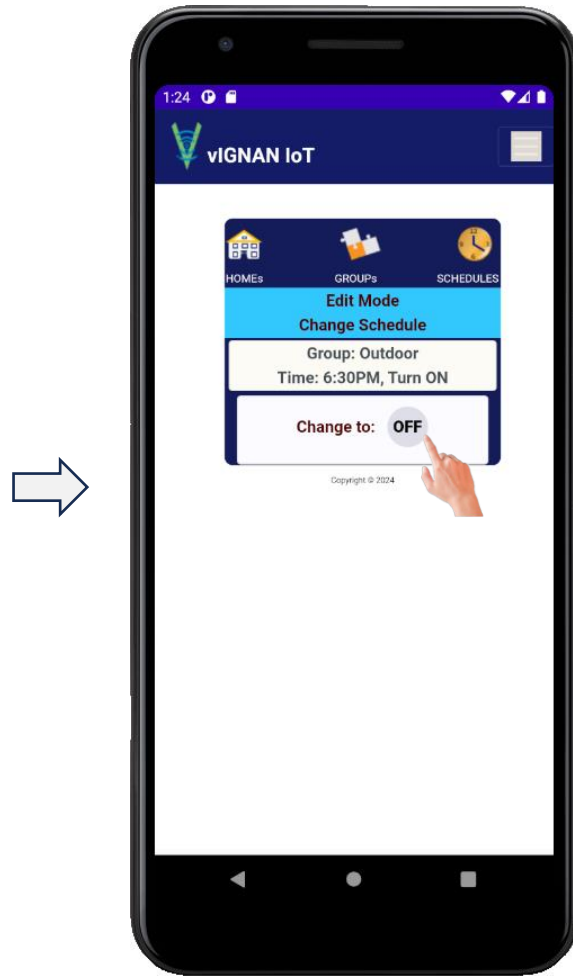 1:24
vIGNAN IoT
HOMEs GROUPs SCHEDULES
Edit Mode
Change Schedule
Group: Outdoor
Time: 6:30PM, Turn ON
Change to: OFF
Copyright © 2024